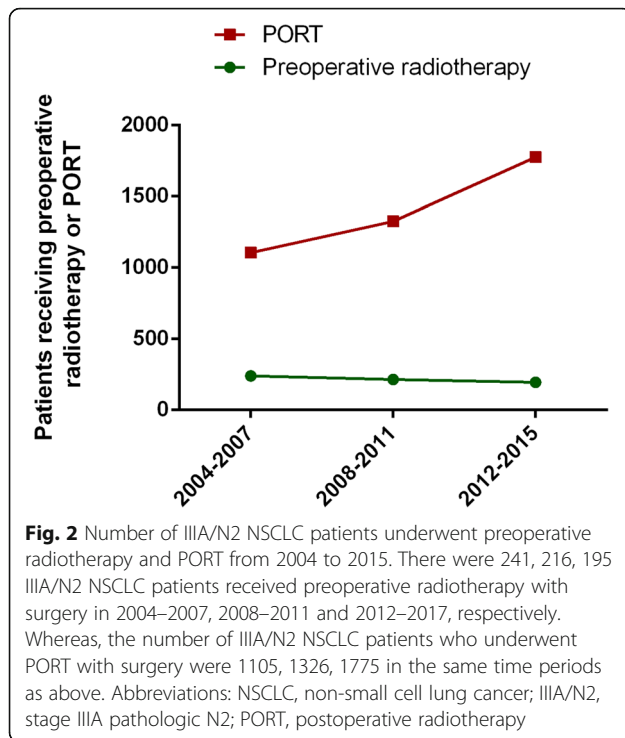 PORT
Preoperative radiotherapy
Patients receiving preoperative
radiotherapy or PORT
2000
1500
1000
500
0
2004-2007
2008-2011
2012-2015
Fig. 2 Number of IIIA/N2 NSCLC patients underwent preoperative
radiotherapy and PORT from 2004 to 2015. There were 241, 216, 195
IIIA/N2 NSCLC patients received preoperative radiotherapy with
surgery in 2004–2007, 2008–2011 and 2012–2017, respectively.
Whereas, the number of IIIA/N2 NSCLC patients who underwent
PORT with surgery were 1105, 1326, 1775 in the same time periods
as above. Abbreviations: NSCLC, non-small cell lung cancer; IIIA/N2,
stage IIIA pathologic N2; PORT, postoperative radiotherapy